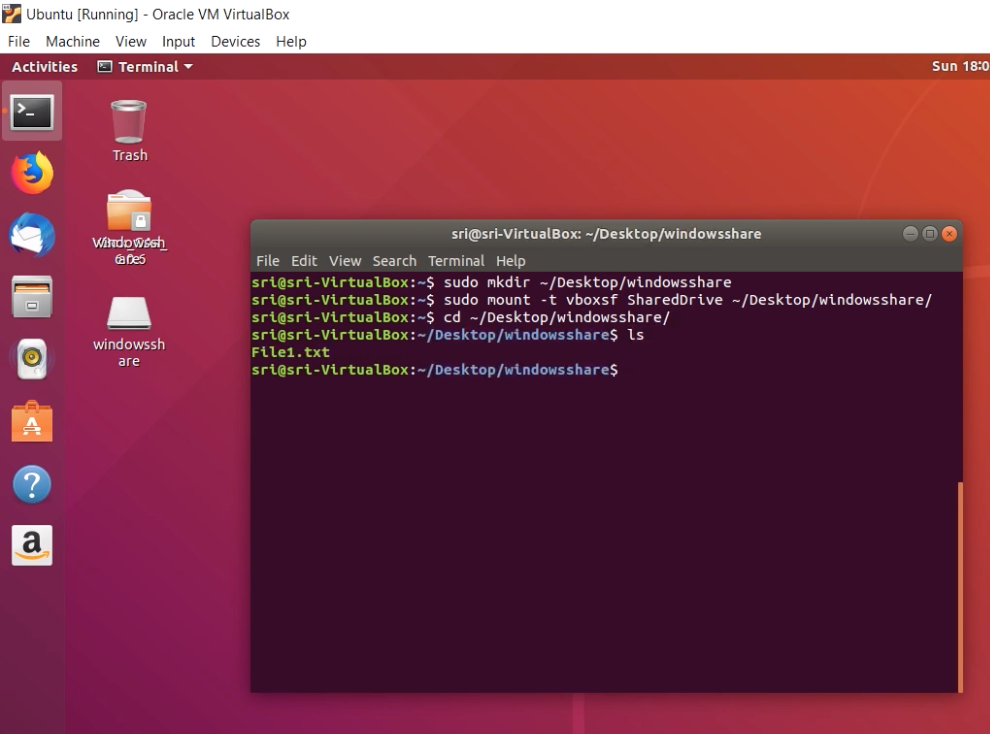 Ubuntu [Running] - Oracle VM VirtualBox
File Machine View Input Devices Help
Activities Terminal Sun 18:0
Trash
windowssh
are
sri@sri-VirtualBox: ~/Desktop/windowsshare
File Edit View Search Terminal Help
sri@sri-VirtualBox:~$ sudo mkdir ~/Desktop/windowsshare
sri@sri-VirtualBox:~$ sudo mount -t vboxsf SharedDrive ~/Desktop/windowsshare/
sri@sri-VirtualBox:~$ cd ~/Desktop/windowsshare/
sri@sri-VirtualBox:~/Desktop/windowsshare$ ls
File1.txt
sri@sri-VirtualBox:~/Desktop/windowsshare$